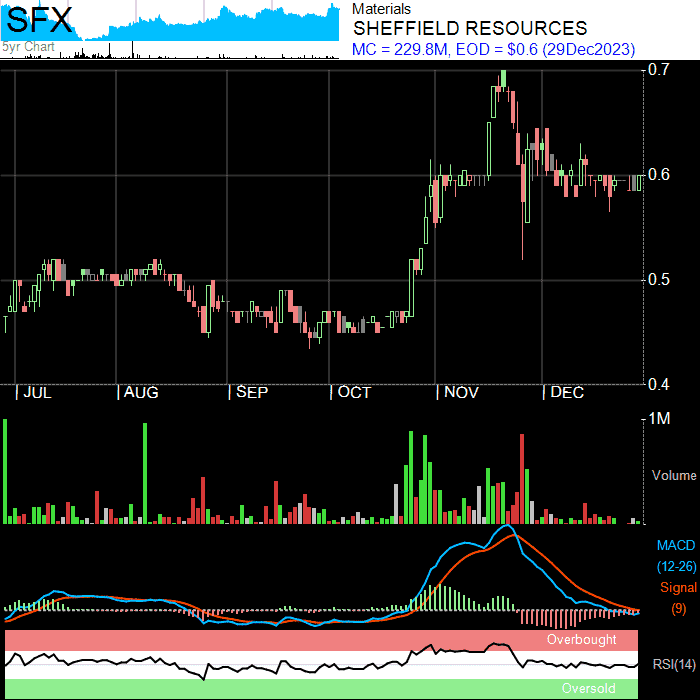 SFX
5yr Chart
Materials
SHEFFIELD RESOURCES
MC = 229.8M, EOD = $0.6 (29Dec2023)
0.7
0.6
0.5
0.4
JUL AUG SEP OCT NOV DEC
1M
Volume
MACD
(12-26)
Signal
(9)
Overbought
RSI(14)
Oversold